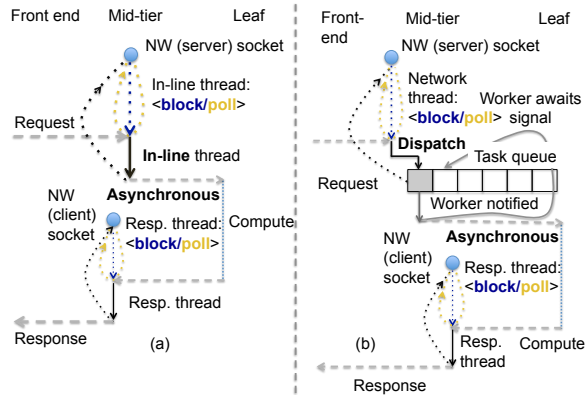 Front end Mid-tier Leaf
NW (server) socket
In-line thread:
<block/poll>
Request
In-line thread
Asynchronous
NW
(client)
socket
Resp. thread:
<block/poll>
Compute
Resp. thread
Response
(a)
Front-
end
Mid-tier Leaf
NW (server) socket
Network
thread:
<block/poll>
Worker awaits
signal
Dispatch
Task queue
Request
Worker notified
Asynchronous
NW
(client)
socket
Resp. thread:
<block/poll>
(b)
Resp.
thread
Compute
Response